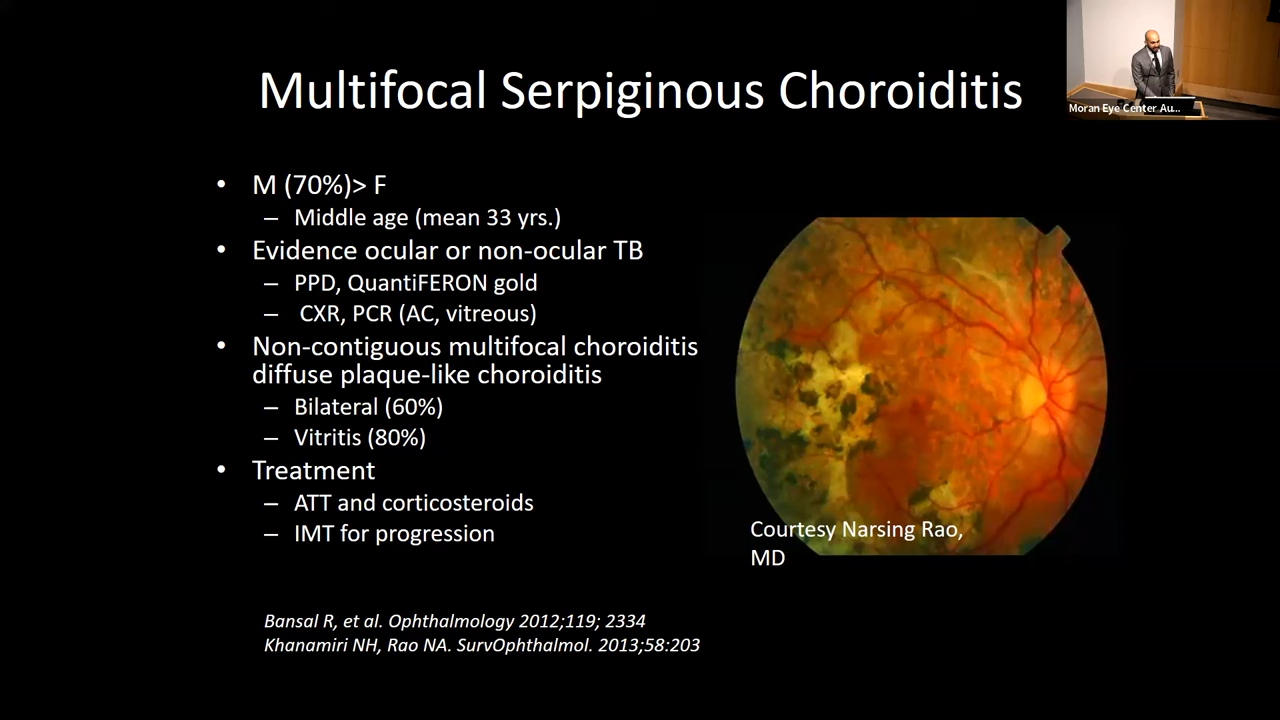 Multifocal Serpiginous Choroiditis
Moran Eye Center Au...
• M (70%)> F
– Middle age (mean 33 yrs.)
• Evidence ocular or non-ocular TB
– PPD, QuantiFERON gold
– CXR, PCR (AC, vitreous)
• Non-contiguous multifocal choroiditis
diffuse plaque-like choroiditis
– Bilateral (60%)
– Vitritis (80%)
• Treatment
– ATT and corticosteroids
– IMT for progression
Courtesy Narsing Rao,
MD
Bansal R, et al. Ophthalmology 2012;119; 2334
Khanamiri NH, Rao NA. SurvOphthalmol. 2013;58:203